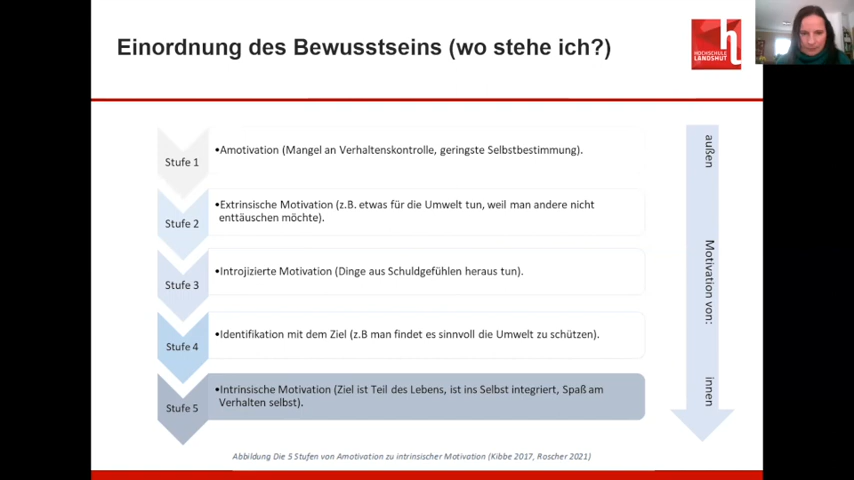 Einordnung des Bewusstseins (wo stehe ich?)
HOCHSCHULE
LANDSHUT
Stufe 1
•Amotivation (Mangel an Verhaltenskontrolle, geringste Selbstbestimmung).
Stufe 2
•Extrinsische Motivation (z.B. etwas für die Umwelt tun, weil man andere nicht
enttäuschen möchte).
Stufe 3
•Introjizierte Motivation (Dinge aus Schuldgefühlen heraus tun).
Stufe 4
•Identifikation mit dem Ziel (z.B man findet es sinnvoll die Umwelt zu schützen).
Stufe 5
•Intrinsische Motivation (Ziel ist Teil des Lebens, ist ins Selbst integriert, Spaß am
Verhalten selbst).
außen
Motivation von:
innen
Abbildung Die 5 Stufen von Amotivation zu intrinsischer Motivation (Kibbe 2017, Roscher 2021)